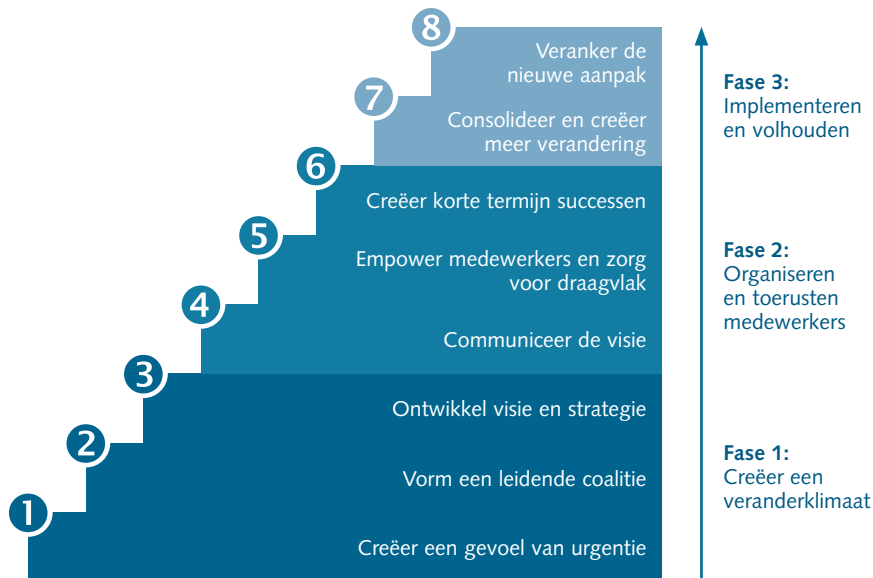 8
Veranker de
nieuwe aanpak
7
Consolideer en creëer
meer verandering
6
Creëer korte termijn successen
5
Empower medewerkers en zorg
voor draagvlak
4
Communiceer de visie
3
Ontwikkel visie en strategie
2
Vorm een leidende coalitie
1
Creëer een gevoel van urgentie
Fase 3:
Implementeren
en volhouden
Fase 2:
Organiseren
en toerusten
medewerkers
Fase 1:
Creëer een
veranderklimaat